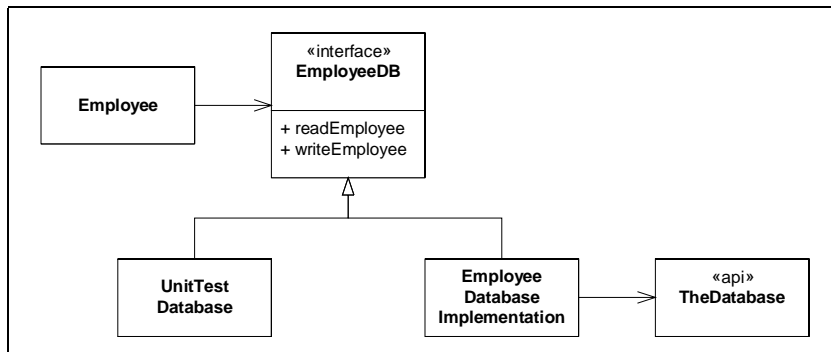 «interface»
EmployeeDB
Employee
+ readEmployee
+ writeEmployee
UnitTest
Database
Employee
Database
Implementation
«api»
TheDatabase